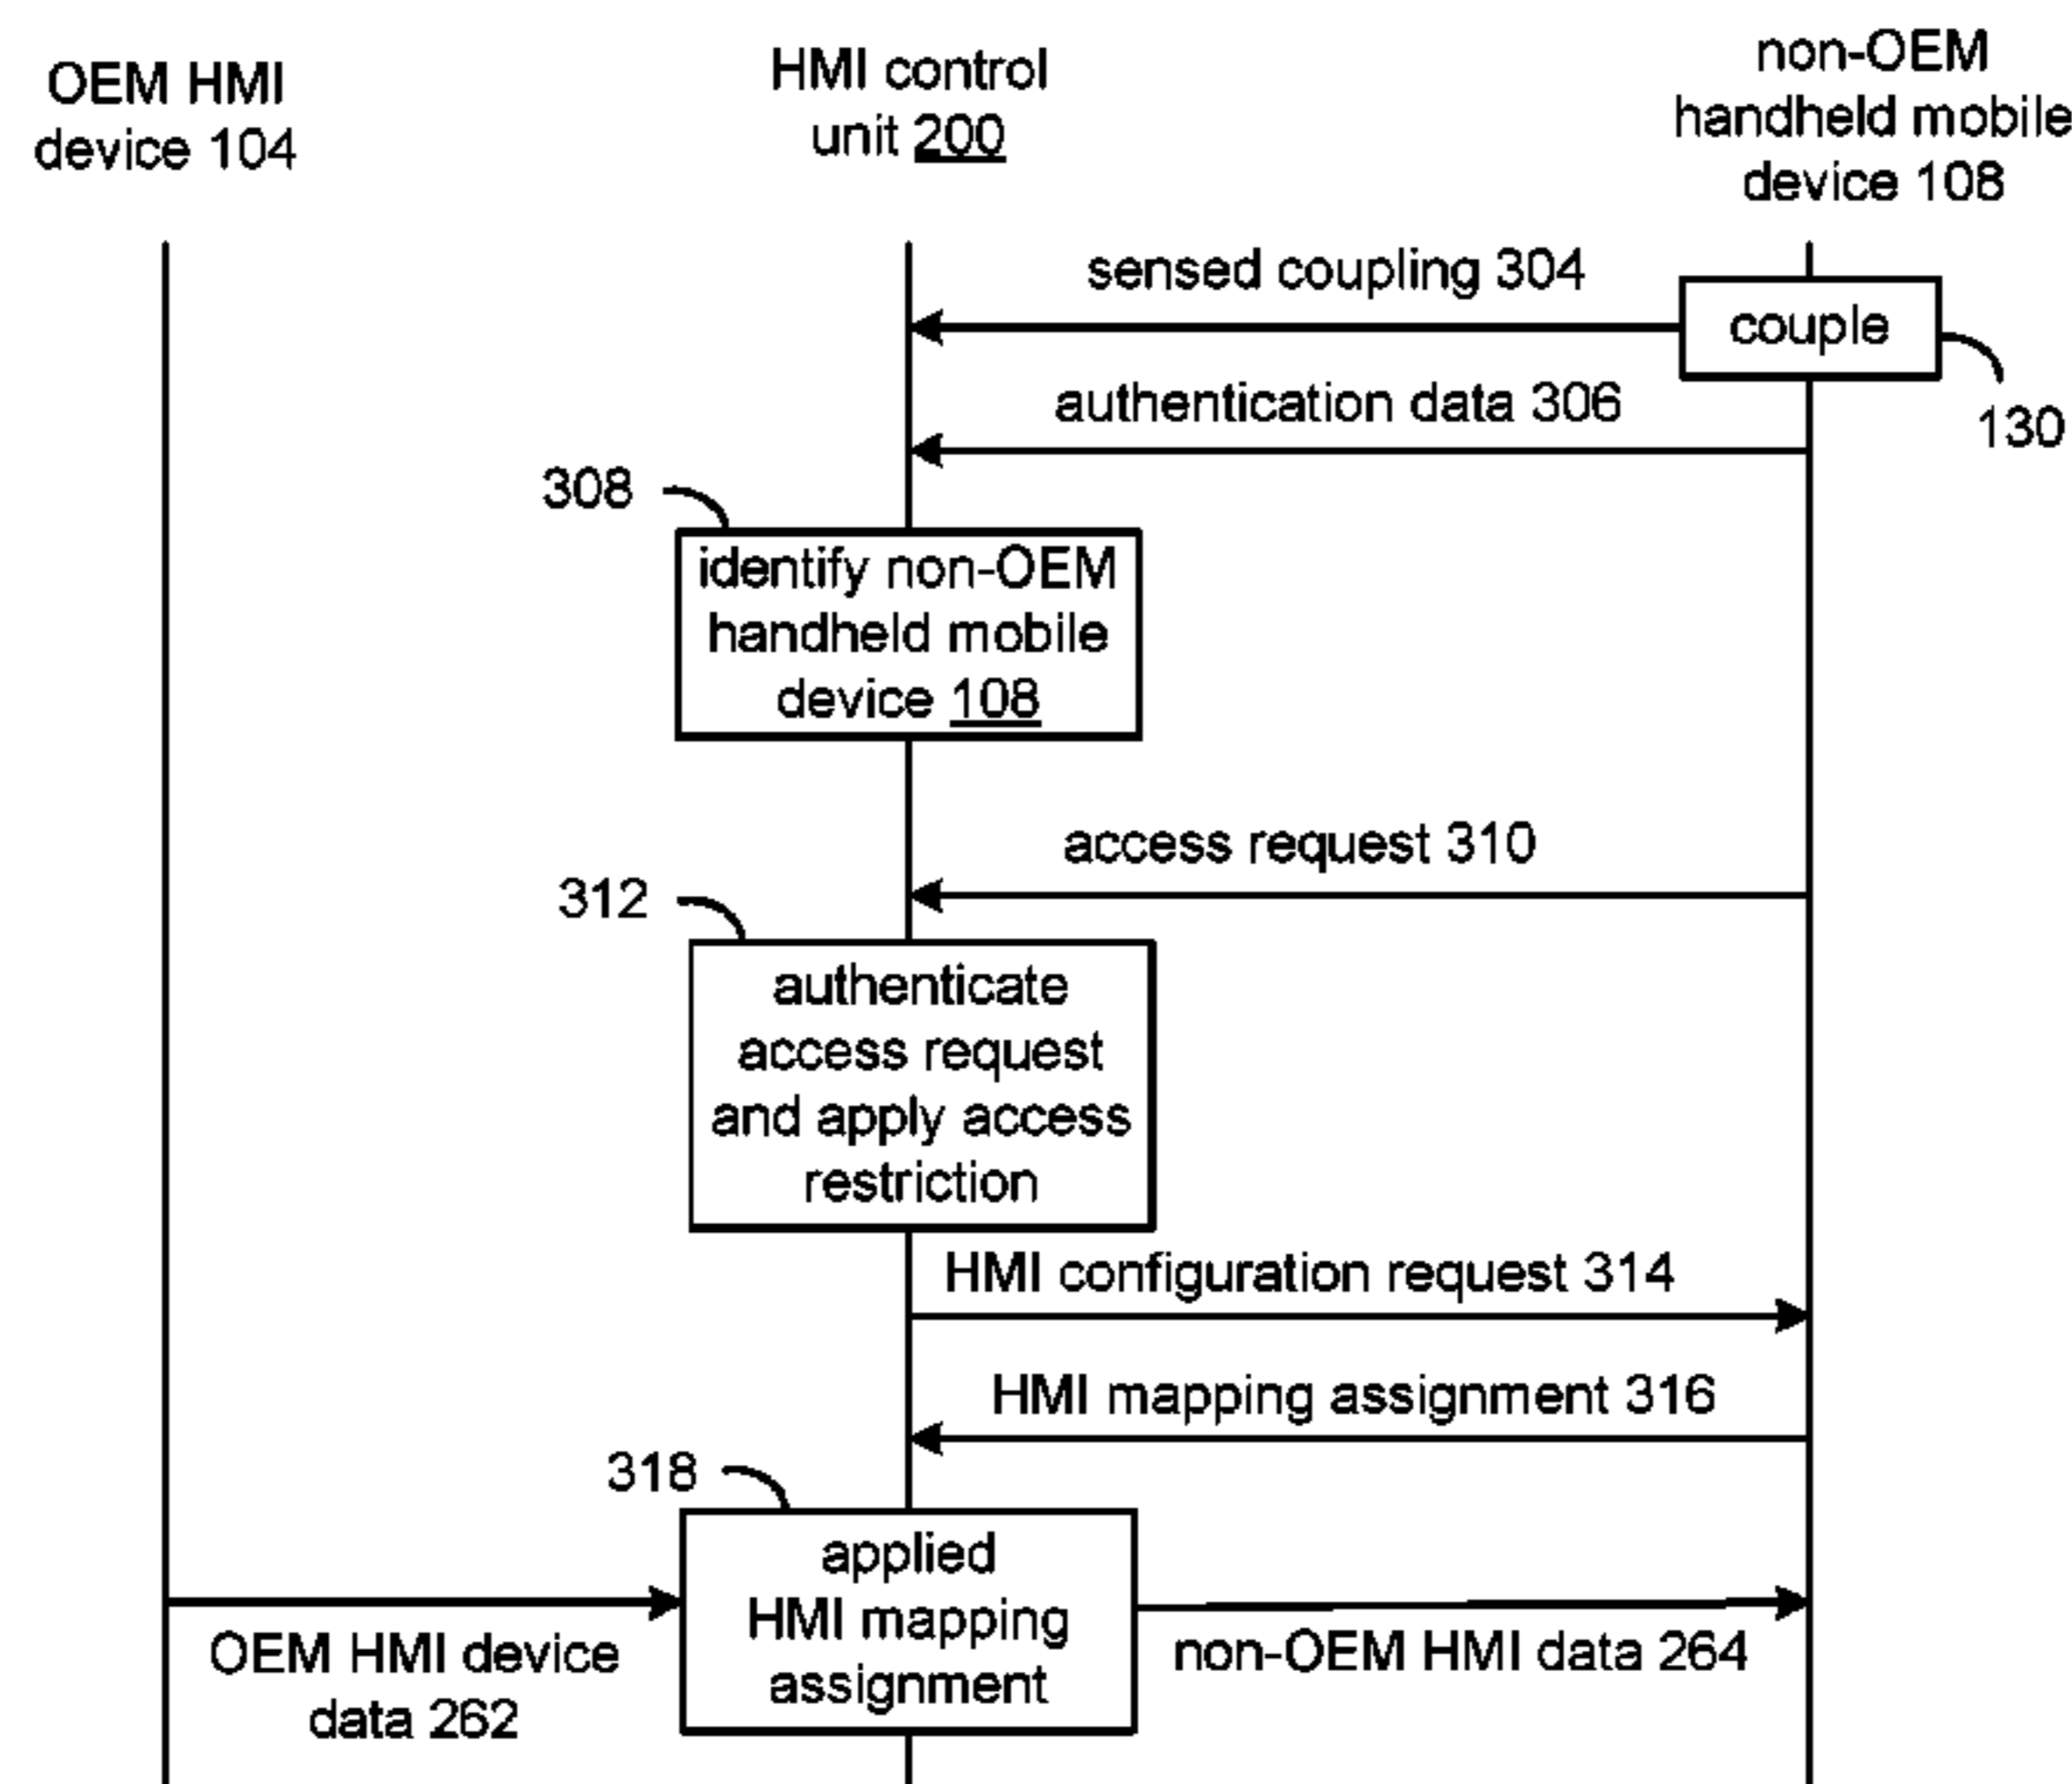 OEM HMI
device 104
HMI control
unit 200
non-OEM
handheld mobile
device 108
sensed coupling 304
couple
130
authentication data 306
308
identify non-OEM
handheld mobile
device 108
access request 310
312
authenticate
access request
and apply access
restriction
HMI configuration request 314
HMI mapping assignment 316
318
applied
HMI mapping
assignment
OEM HMI device
data 262
non-OEM HMI data 264